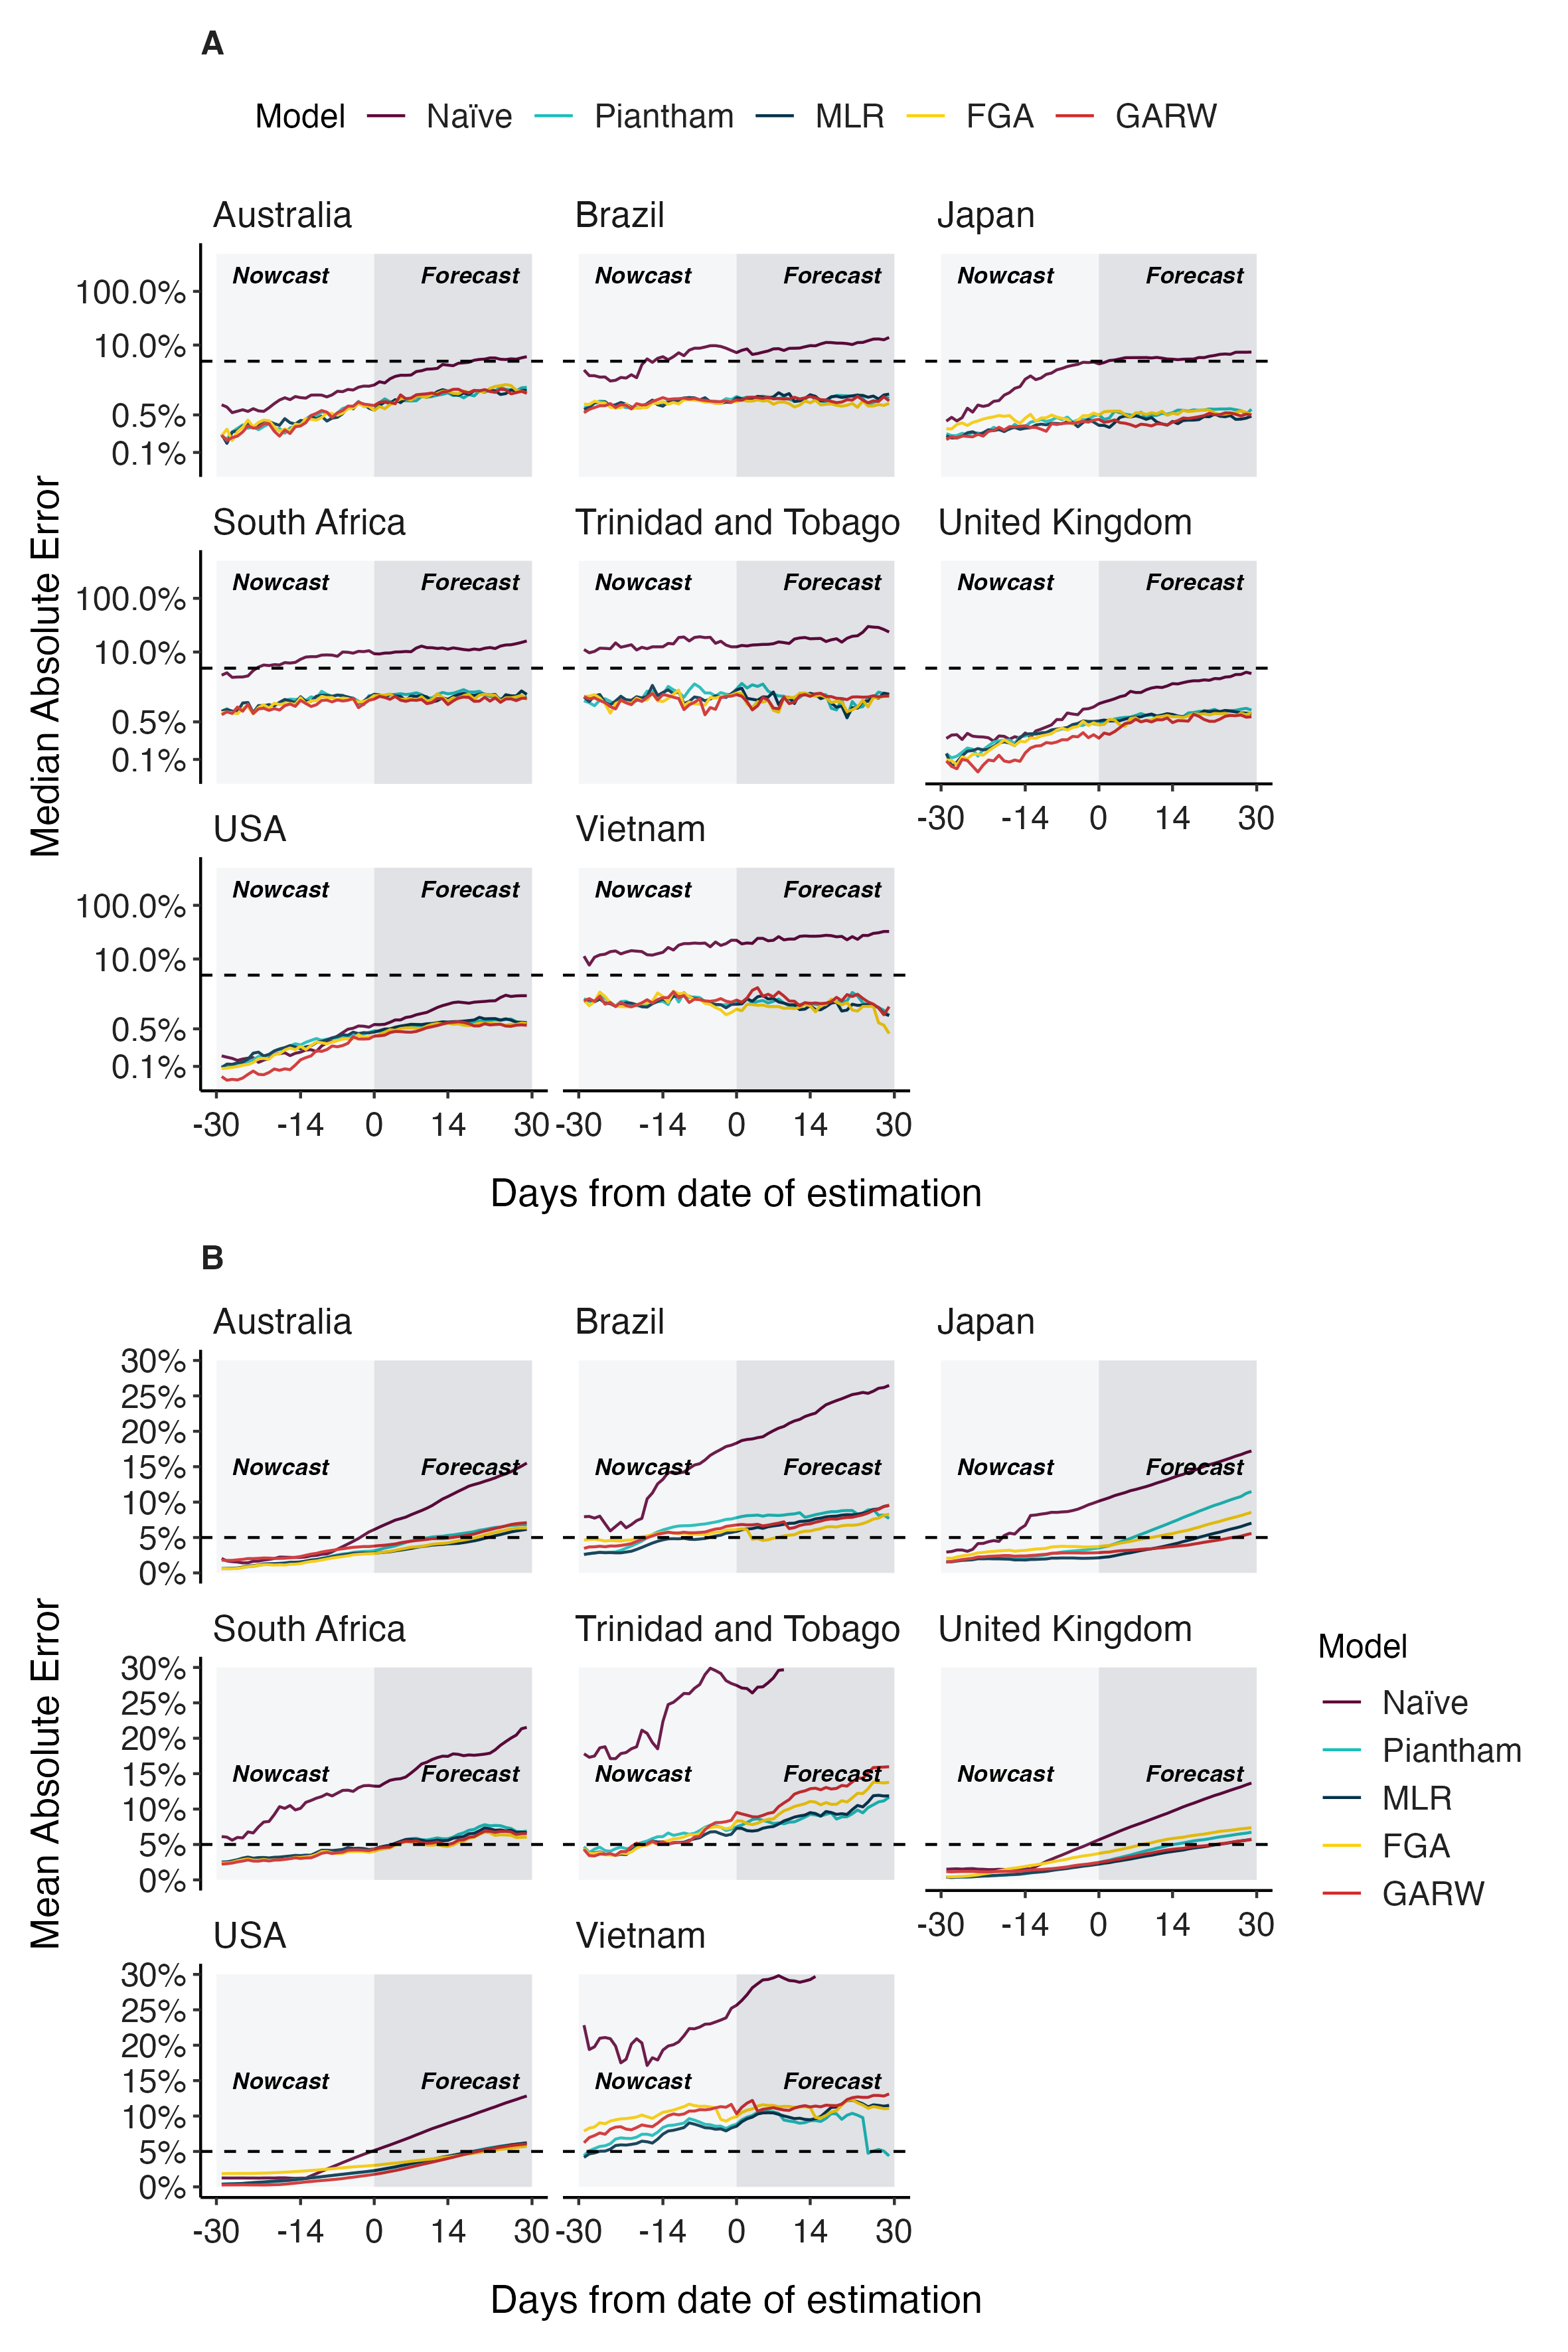 A
Model Naïve Piantham MLR FGA GARW
Australia Brazil Japan
Nowcast Forecast Nowcast Forecast Nowcast Forecast
100.0%
10.0%
0.5%
0.1%
South Africa Trinidad and Tobago United Kingdom
Nowcast Forecast Nowcast Forecast Nowcast Forecast
100.0%
10.0%
0.5%
0.1%
-30 -14 0 14 30
USA Vietnam
Nowcast Forecast Nowcast Forecast
100.0%
10.0%
0.5%
0.1%
-30 -14 0 14 30 -30 -14 0 14 30
Median Absolute Error
Days from date of estimation
B
Australia Brazil Japan
30%
25%
20%
15%
10%
5%
0%
Nowcast Forecast Nowcast Forecast Nowcast Forecast
South Africa Trinidad and Tobago United Kingdom
30%
25%
20%
15%
10%
5%
0%
Nowcast Forecast Nowcast Forecast Nowcast Forecast
-30 -14 0 14 30
USA Vietnam
30%
25%
20%
15%
10%
5%
0%
Nowcast Forecast Nowcast Forecast
-30 -14 0 14 30 -30 -14 0 14 30
Mean Absolute Error
Days from date of estimation
Model
Naïve
Piantham
MLR
FGA
GARW